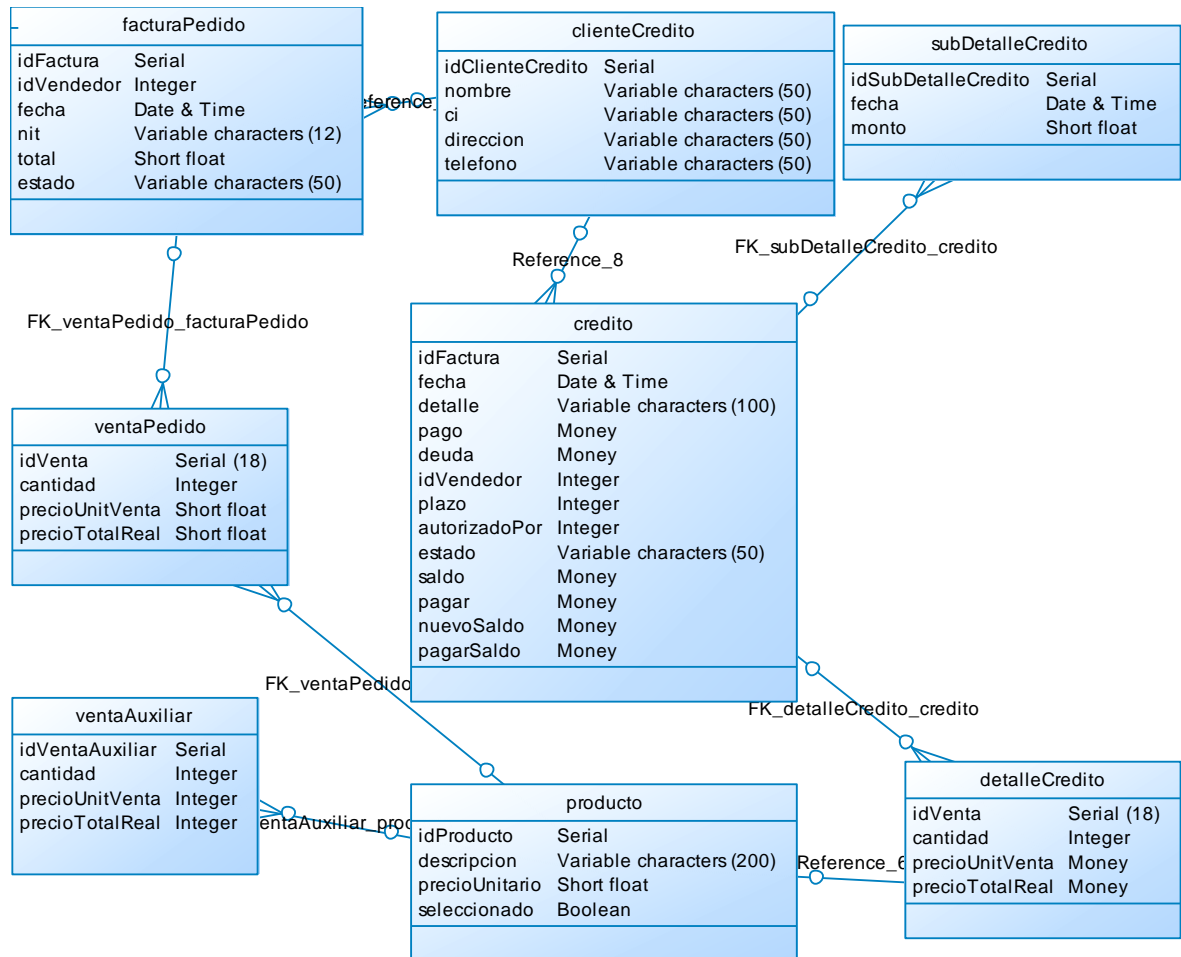 facturaPedido
idFactura Serial
idVendedor Integer
fecha Date & Time
nit Variable characters (12)
total Short float
estado Variable characters (50)
clienteCredito
idClienteCredito Serial
nombre Variable characters (50)
ci Variable characters (50)
direccion Variable characters (50)
telefono Variable characters (50)
subDetalleCredito
idSubDetalleCredito Serial
fecha Date & Time
monto Short float
Reference_8
FK_subDetalleCredito_credito
FK_ventaPedido_facturaPedido
credito
idFactura Serial
fecha Date & Time
detalle Variable characters (100)
pago Money
deuda Money
idVendedor Integer
plazo Integer
autorizadoPor Integer
estado Variable characters (50)
saldo Money
pagar Money
nuevoSaldo Money
pagarSaldo Money
ventaPedido
idVenta Serial (18)
cantidad Integer
precioUnitVenta Short float
precioTotalReal Short float
FK_ventaPedido
FK_detalleCredito_credito
ventaAuxiliar
idVentaAuxiliar Serial
cantidad Integer
precioUnitVenta Integer
precioTotalReal Integer
entaAuxiliar_prod
producto
idProducto Serial
descripcion Variable characters (200)
precioUnitario Short float
seleccionado Boolean
Reference_6
detalleCredito
idVenta Serial (18)
cantidad Integer
precioUnitVenta Money
precioTotalReal Money